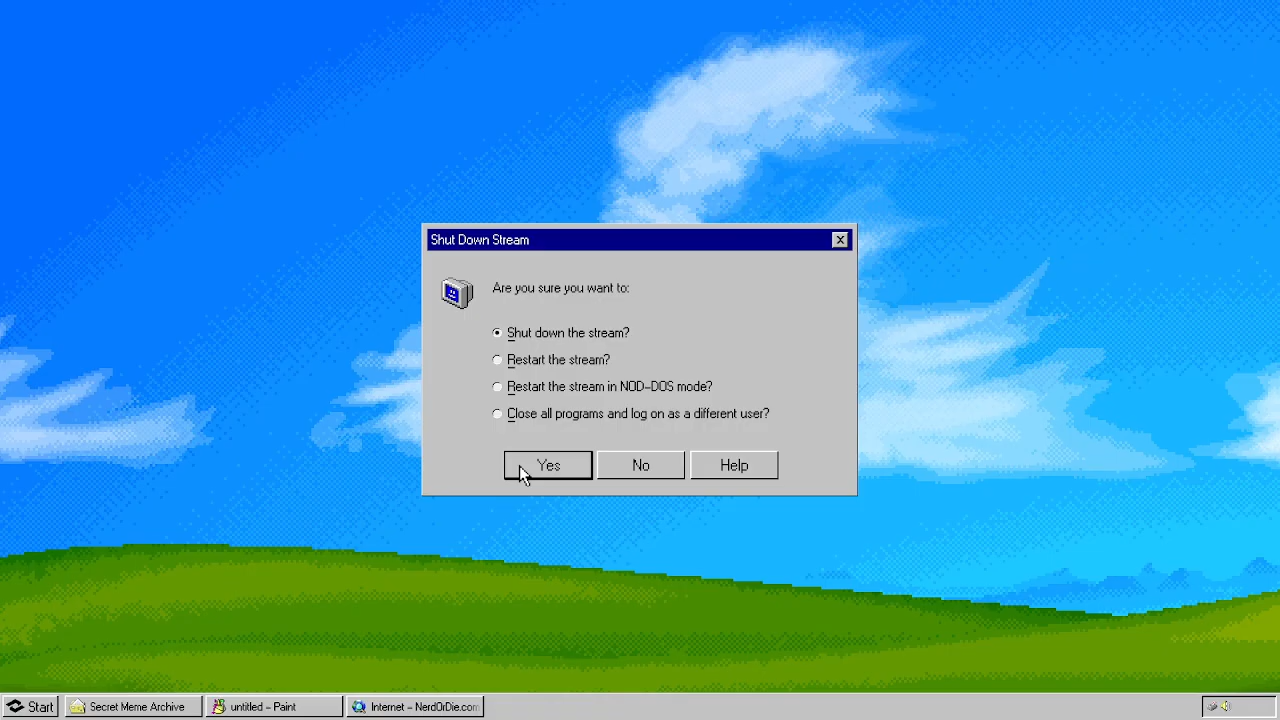 Shut Down Stream
Are you sure you want to:
Shut down the stream?
Restart the stream?
Restart the stream in NOD-DOS mode?
Close all programs and log on as a different user?
Yes No Help
Start Secret Meme Archive untitled - Paint Internet - NerdOrDie.com